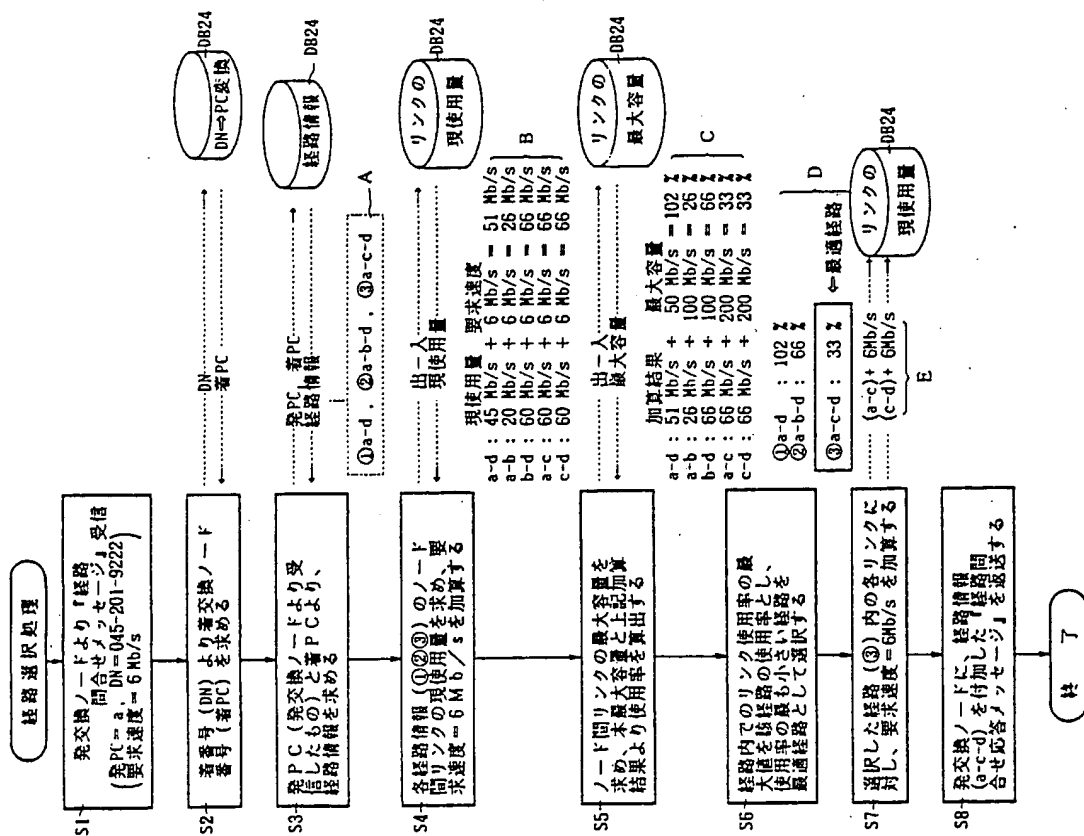 経路選択処理
S1
発交換ノードより『経路
問合せメッセージ』受信
(発PC=a、DN=045-201-9222
要求速度=6Mb/s)
S2
着番号(DN)より着交換ノード
番号(着PC)を求める
DN
着PC
DN⇔PC変換
DB24
S3
発PC(発交換ノードより受
信したもの)と着PCより、
経路情報を求める
発PC、着PC
経路情報
経路情報
DB24
①a-d、②a-b-d、③a-c-d
A
S4
各経路情報(①②③)のノード
間リンクの現使用量を求め、要
求速度=6Mb/sを加算する
出-入
現使用量
リンクの
現使用量
DB24
現使用量 要求速度
a-d : 45 Mb/s + 6 Mb/s = 51 Mb/s
a-b : 20 Mb/s + 6 Mb/s = 26 Mb/s
b-d : 60 Mb/s + 6 Mb/s = 66 Mb/s
a-c : 60 Mb/s + 6 Mb/s = 66 Mb/s
c-d : 60 Mb/s + 6 Mb/s = 66 Mb/s
B
S5
ノード間リンクの最大容量を
求め、本最大容量と上記加算
結果より使用率を算出する
出-入
最大容量
リンクの
最大容量
DB24
加算結果 最大容量
a-d : 51 Mb/s ÷ 50 Mb/s =102 %
a-b : 26 Mb/s ÷ 100 Mb/s = 26 %
b-d : 66 Mb/s ÷ 100 Mb/s = 66 %
a-c : 66 Mb/s ÷ 200 Mb/s = 33 %
c-d : 66 Mb/s ÷ 200 Mb/s = 33 %
C
S6
経路内でのリンク使用率の最
大値を該経路の使用率とし、
使用率の最も小さい経路を
最適経路として選択する
①a-d : 102 %
②a-b-d : 66 %
③a-c-d : 33 %
←最適経路
D
S7
選択した経路(③)内の各リンクに
対し、要求速度=6Mb/sを加算する
(a-c)+ 6Mb/s
(c-d)+ 6Mb/s
E
リンクの
現使用量
DB24
S8
発交換ノードに、経路情報
(a-c-d)を付加した『経路問
合せ応答メッセージ』を返送する
終了